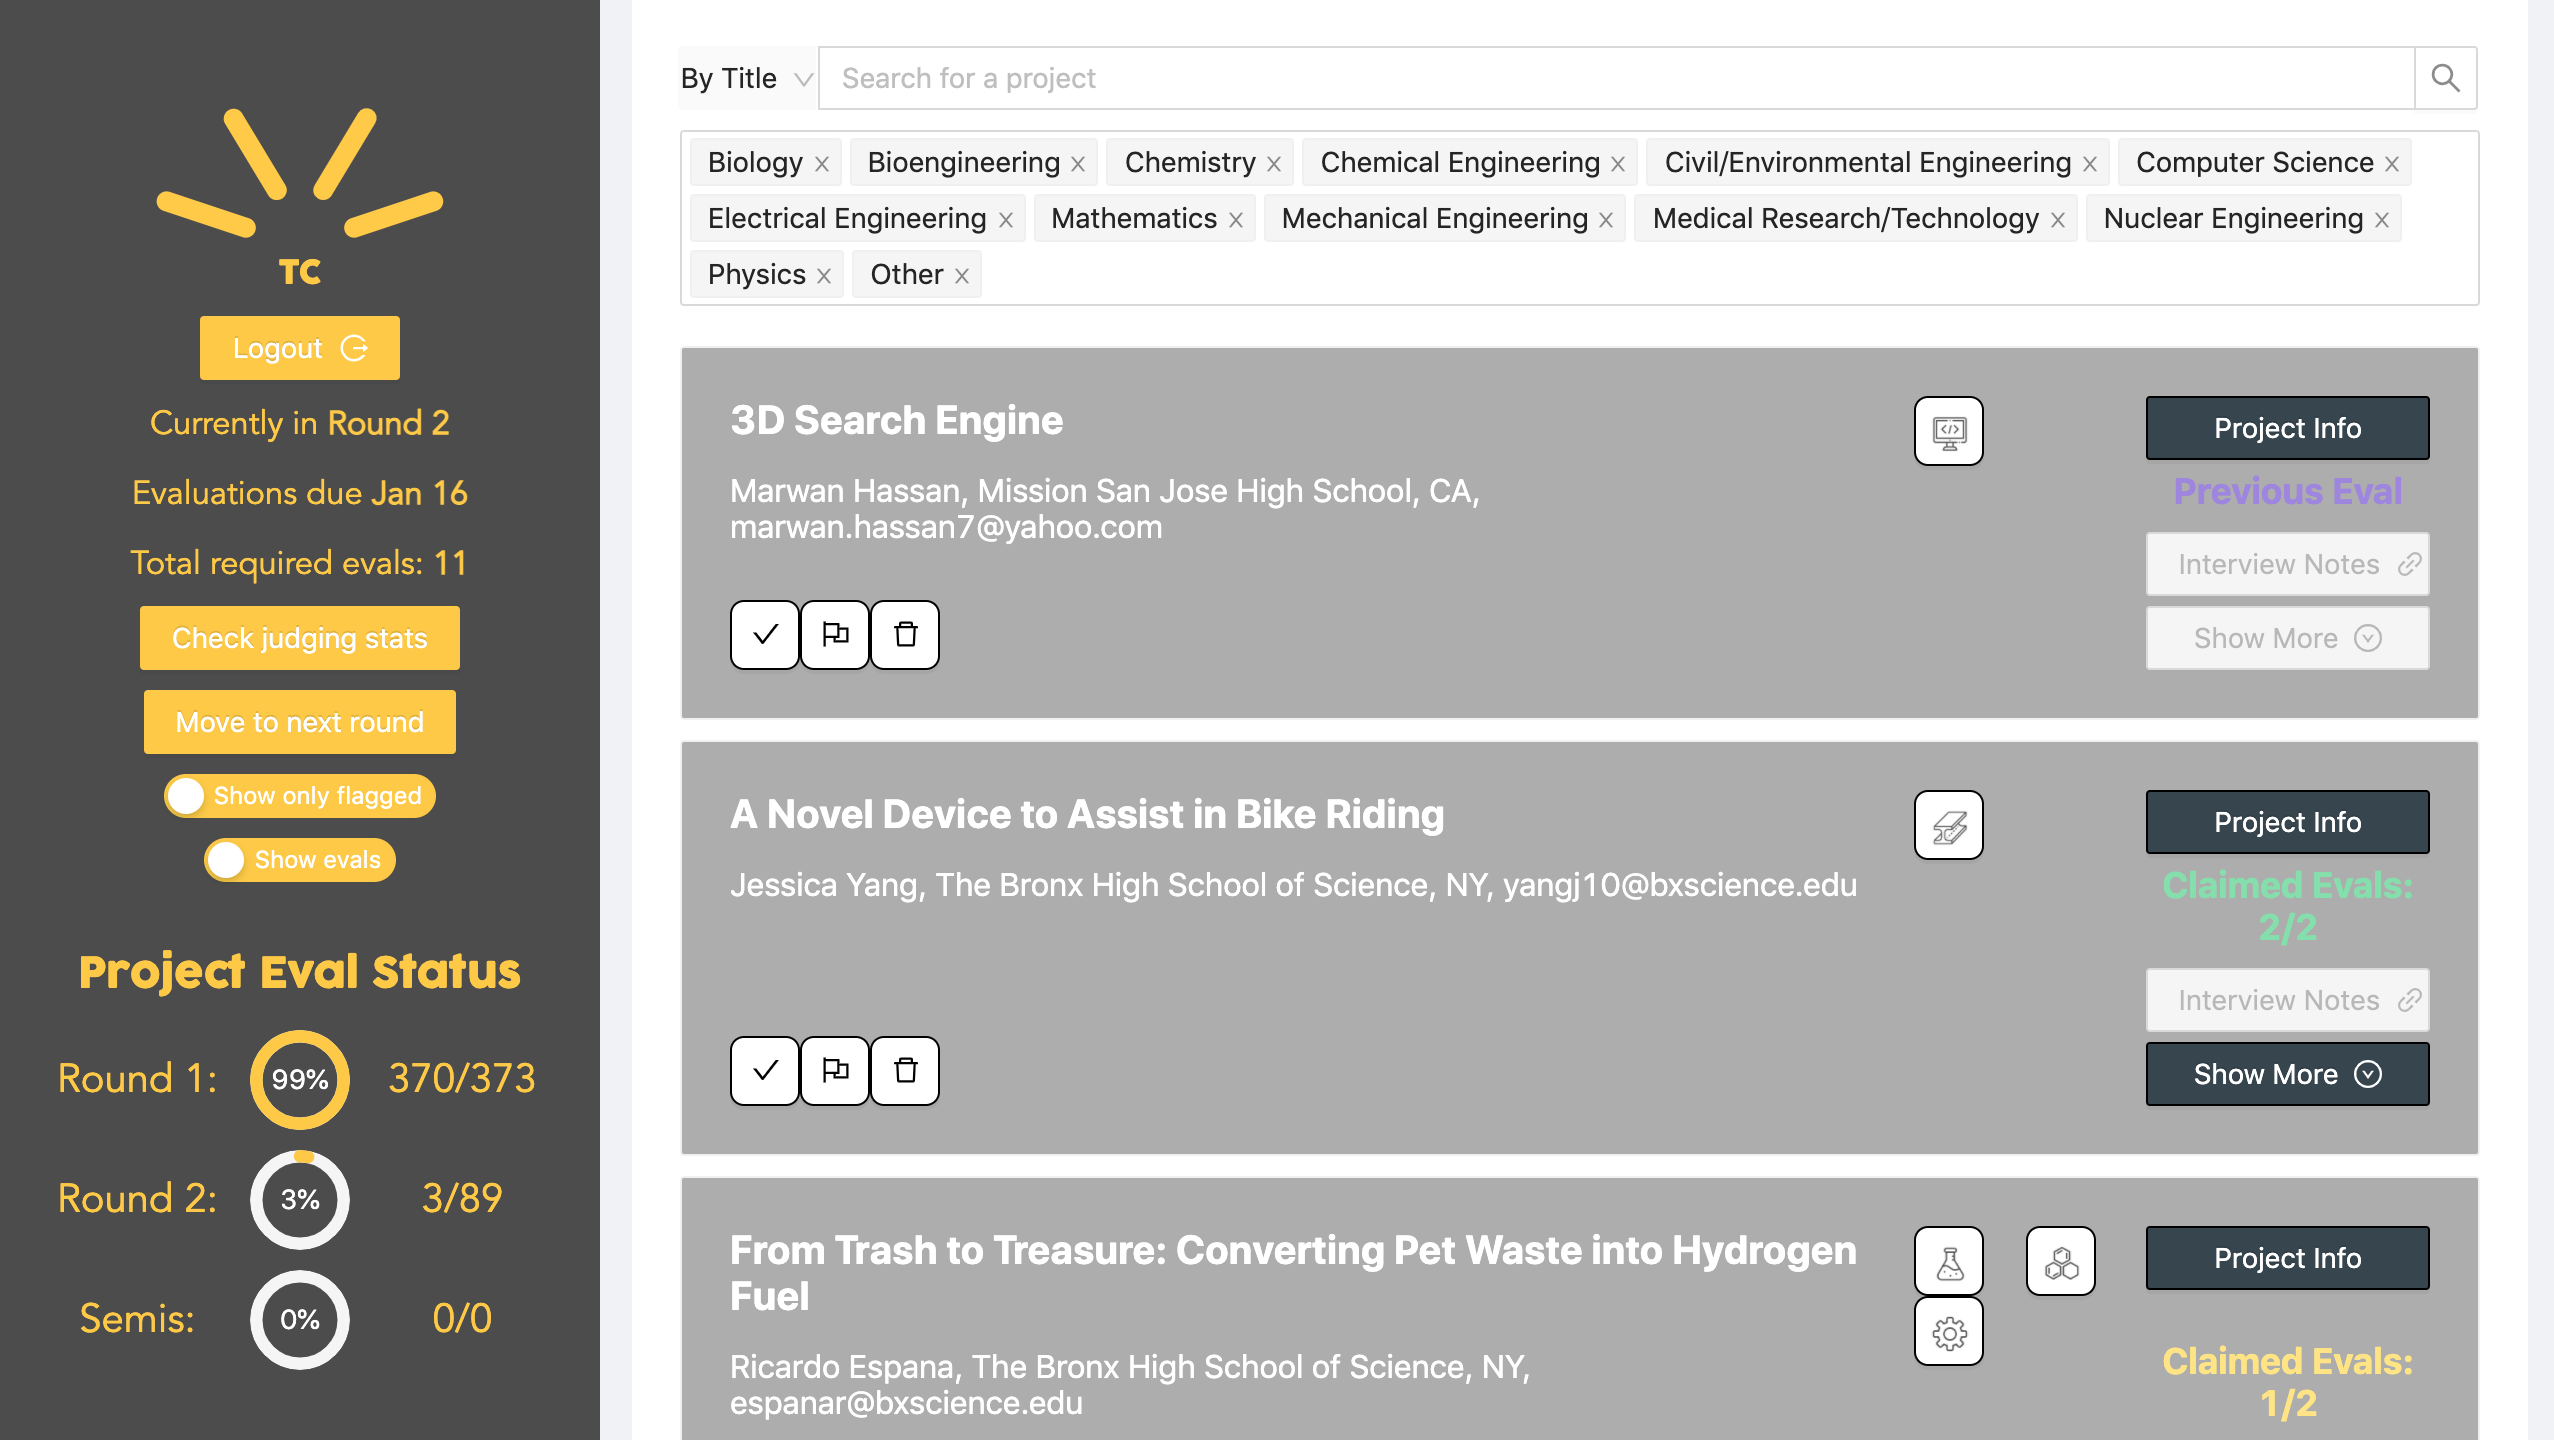 TC
Logout
Currently in Round 2
Evaluations due Jan 16
Total required evals: 11
Check judging stats
Move to next round
Show only flagged
Show evals
Project Eval Status
Round 1: 99% 370/373
Round 2: 3% 3/89
Semis: 0% 0/0
By Title Search for a project
Biology x Bioengineering x Chemistry x Chemical Engineering x Civil/Environmental Engineering x Computer Science x
Electrical Engineering x Mathematics x Mechanical Engineering x Medical Research/Technology x Nuclear Engineering x
Physics x Other x
3D Search Engine
Marwan Hassan, Mission San Jose High School, CA,
marwan.hassan7@yahoo.com
</>
Project Info
Previous Eval
Interview Notes
Show More
A Novel Device to Assist in Bike Riding
Jessica Yang, The Bronx High School of Science, NY, yangj10@bxscience.edu
Project Info
Claimed Evals:
2/2
Interview Notes
Show More
From Trash to Treasure: Converting Pet Waste into Hydrogen
Fuel
Ricardo Espana, The Bronx High School of Science, NY,
espanar@bxscience.edu
Project Info
Claimed Evals:
1/2